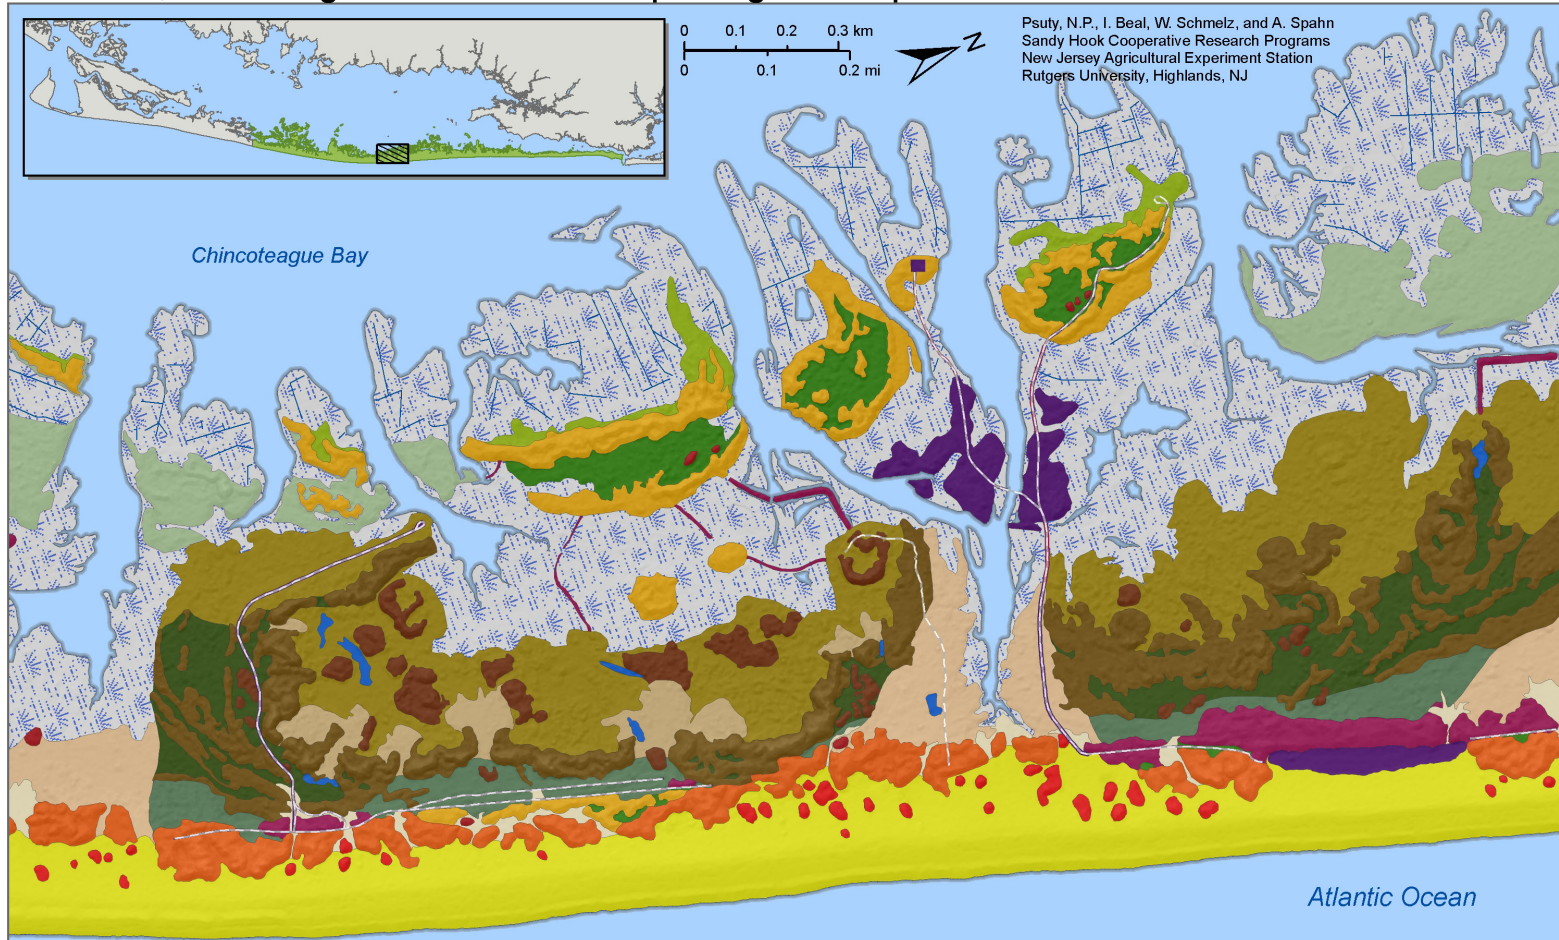 0 0.1 0.2 0.3 km
0 0.1 0.2 mi
N
Psuty, N.P., I. Beal, W. Schmelz, and A. Spahn
Sandy Hook Cooperative Research Programs
New Jersey Agricultural Experiment Station
Rutgers University, Highlands, NJ
Chincoteague Bay
Atlantic Ocean